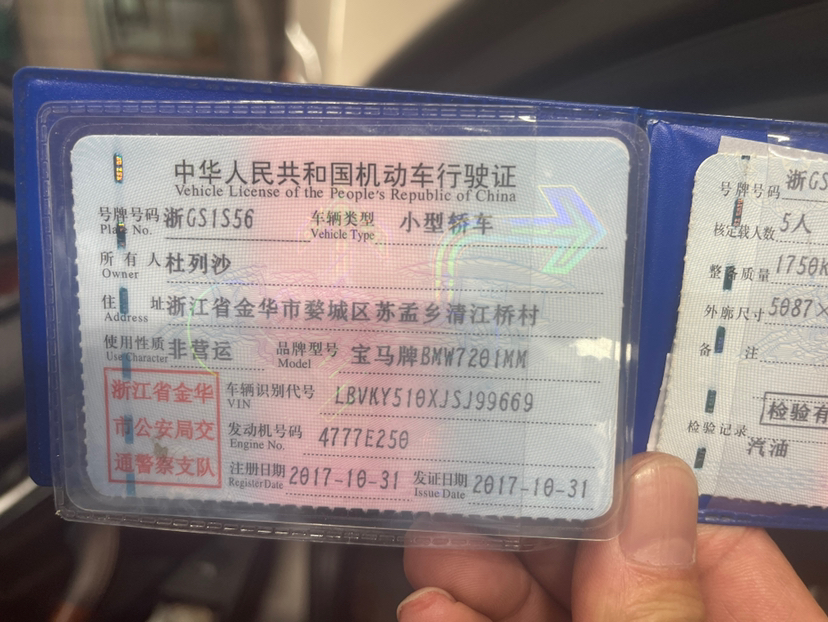 中华人民共和国机动车行驶证
Vehicle License of the People's Republic of China
号牌号码 Plate No. 浙GS1S56 车辆类型 Vehicle Type 小型轿车
所有人 Owner 杜列沙
住址 Address 浙江省金华市婺城区苏孟乡清江桥村
使用性质 Use Character 非营运 品牌型号 Model 宝马牌BMW7201MM
浙江省金华
市公安局交
通警察支队
车辆识别代号 VIN LBVKY510XJSJ99669
发动机号码 Engine No. 4777E250
注册日期 Register Date 2017-10-31 发证日期 Issue Date 2017-10-31
号牌号码 浙GS
核定载人数 5人
整备质量 1750K
外廓尺寸 5087×
备注
检验有
检验记录
汽油